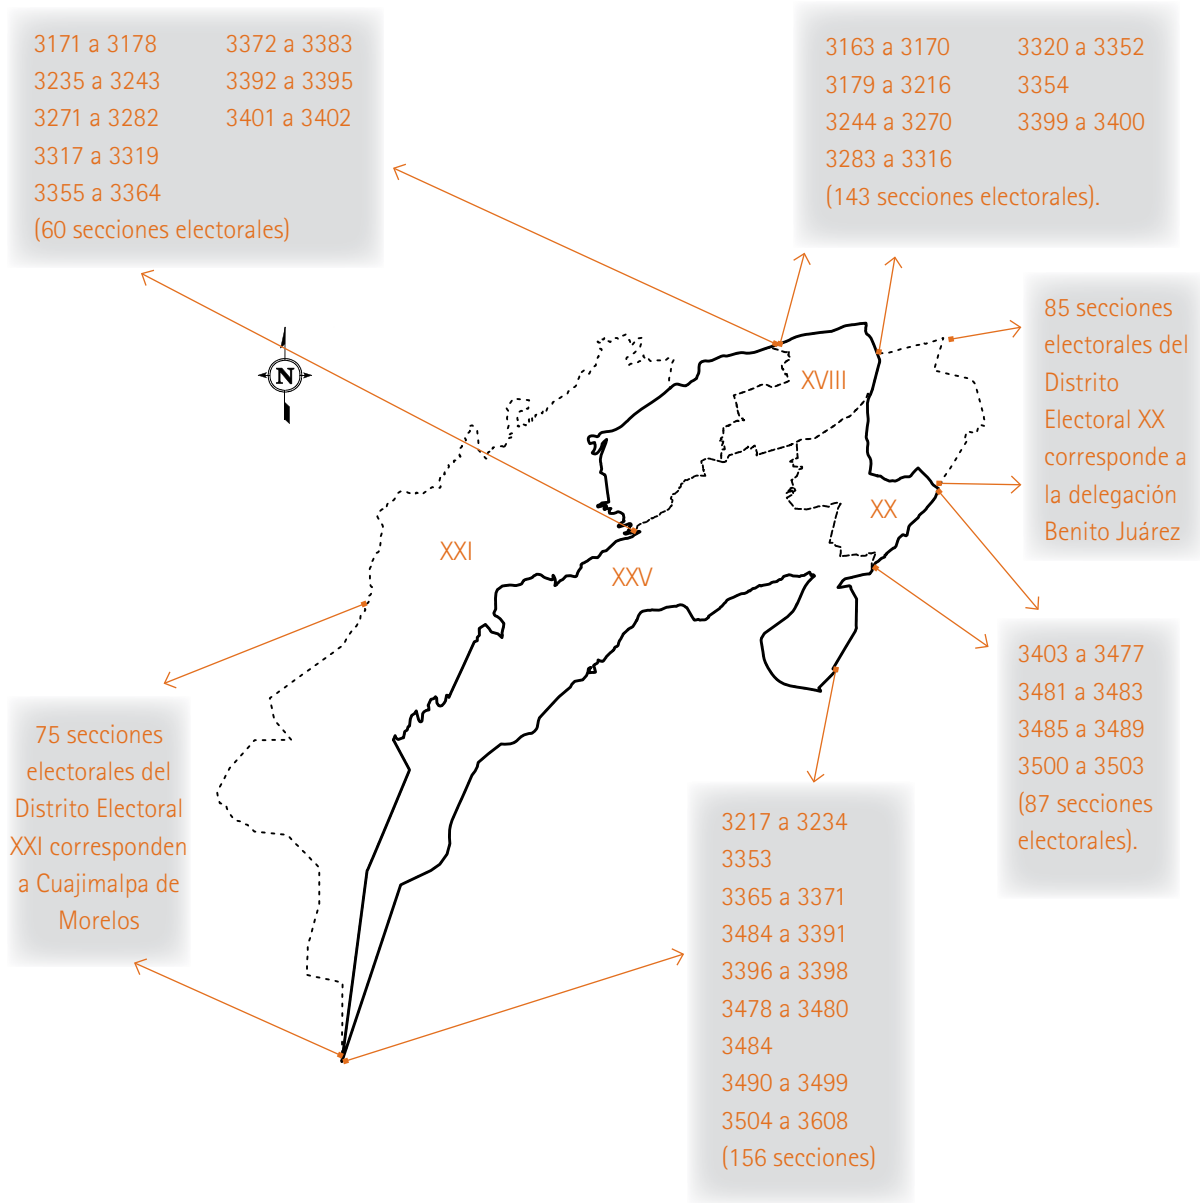 3171 a 3178
3235 a 3243
3271 a 3282
3317 a 3319
3355 a 3364
(60 secciones electorales)
3372 a 3383
3392 a 3395
3401 a 3402
3163 a 3170
3179 a 3216
3244 a 3270
3283 a 3316
(143 secciones electorales).
3320 a 3352
3354
3399 a 3400
85 secciones
electorales del
Distrito
Electoral XX
corresponde a
la delegación
Benito Juárez
N
XVIII
XX
XXI
XXV
3403 a 3477
3481 a 3483
3485 a 3489
3500 a 3503
(87 secciones
electorales).
75 secciones
electorales del
Distrito Electoral
XXI corresponden
a Cuajimalpa de
Morelos
3217 a 3234
3353
3365 a 3371
3484 a 3391
3396 a 3398
3478 a 3480
3484
3490 a 3499
3504 a 3608
(156 secciones)